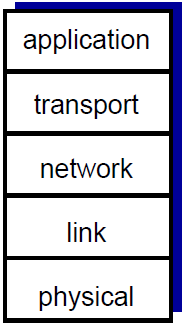 application
transport
network
link
physical